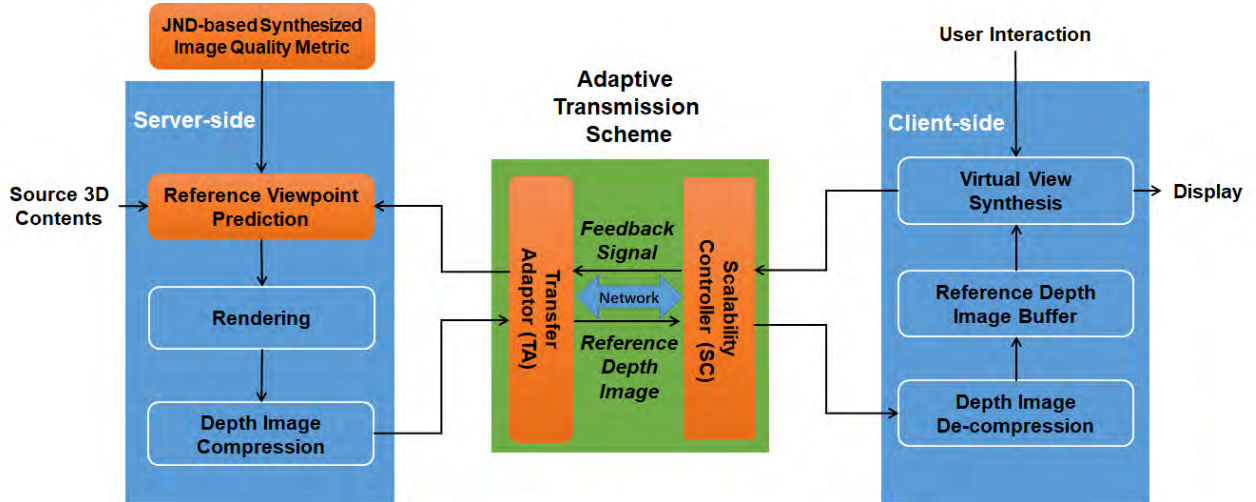 JND-based Synthesized
Image Quality Metric
Server-side
Source 3D
Contents
Reference Viewpoint
Prediction
Rendering
Depth Image
Compression
Adaptive
Transmission
Scheme
Transfer
Adaptor (TA)
Feedback
Signal
Network
Reference
Depth
Image
Scalability
Controller (SC)
User Interaction
Client-side
Virtual View
Synthesis
Display
Reference Depth
Image Buffer
Depth Image
De-compression